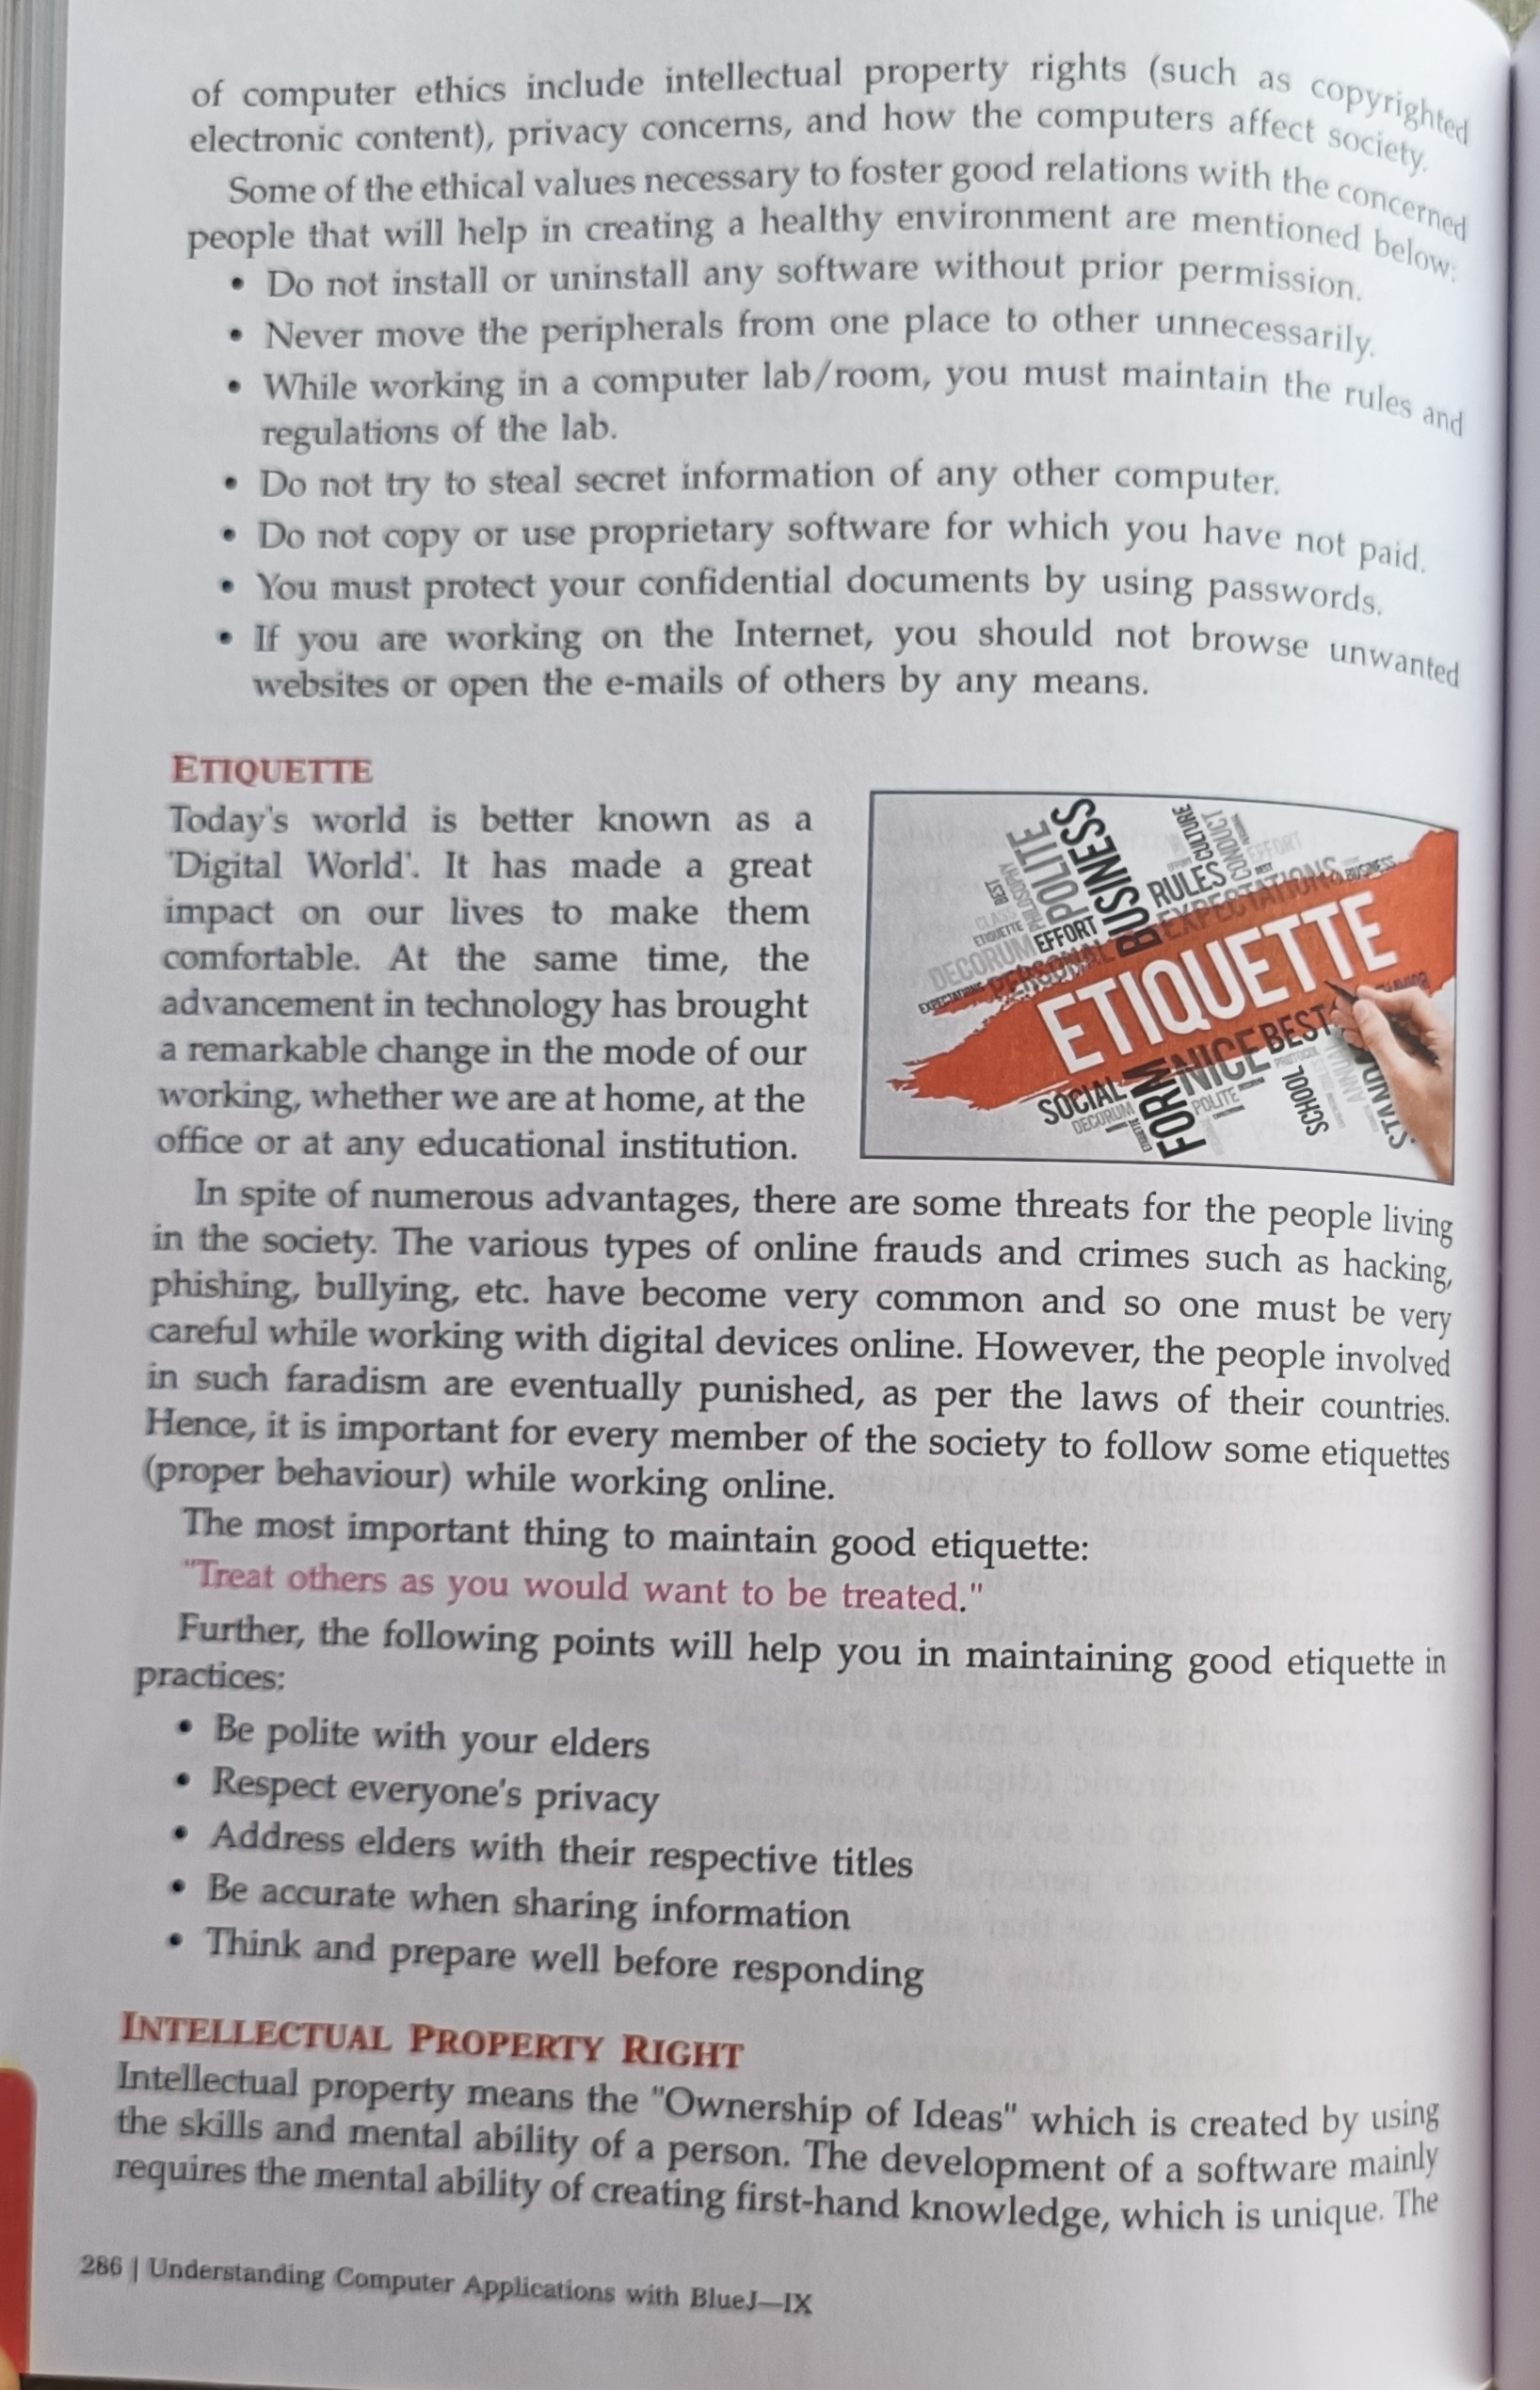 of computer ethics include intellectual property rights (such as copyrighted
electronic content), privacy concerns, and how the computers affect society.
Some of the ethical values necessary to foster good relations with the concerned
people that will help in creating a healthy environment are mentioned below:
• Do not install or uninstall any software without prior permission.
• Never move the peripherals from one place to other unnecessarily.
• While working in a computer lab/room, you must maintain the rules and
regulations of the lab.
• Do not try to steal secret information of any other computer.
• Do not copy or use proprietary software for which you have not paid.
• You must protect your confidential documents by using passwords.
• If you are working on the Internet, you should not browse unwanted
websites or open the e-mails of others by any means.
ETIQUETTE
Today's world is better known as a
'Digital World'. It has made a great
impact on our lives to make them
comfortable. At the same time, the
advancement in technology has brought
a remarkable change in the mode of our
working, whether we are at home, at the
office or at any educational institution.
BEST
PHILOSOPHY
POLITE
BUSINESS
CULTURE
CONDUCT
EFFORT
RULES
CLASS
ETIQUETTE
DECORUM
EFFORT
EXPECTATIONS
BUSINESS
EXPECTATIONS
PERSONAL
ETIQUETTE
SOCIAL
DECORUM
FORM
NICE
BEST
POLITE
PROTOCOL
SCHOOL
ANNUAL
In spite of numerous advantages, there are some threats for the people living
in the society. The various types of online frauds and crimes such as hacking,
phishing, bullying, etc. have become very common and so one must be very
careful while working with digital devices online. However, the people involved
in such faradism are eventually punished, as per the laws of their countries.
Hence, it is important for every member of the society to follow some etiquettes
(proper behaviour) while working online.
The most important thing to maintain good etiquette:
"Treat others as you would want to be treated."
Further, the following points will help you in maintaining good etiquette in
practices:
• Be polite with your elders
• Respect everyone's privacy
• Address elders with their respective titles
• Be accurate when sharing information
• Think and prepare well before responding
INTELLECTUAL PROPERTY RIGHT
Intellectual property means the "Ownership of Ideas" which is created by using
the skills and mental ability of a person. The development of a software mainly
requires the mental ability of creating first-hand knowledge, which is unique. The
286 | Understanding Computer Applications with BlueJ—IX